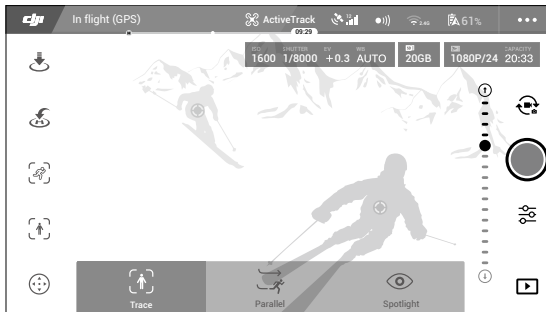 dji In flight (GPS) ActiveTrack 61%
09:29
ISO SHUTTER EV WB CAPACITY
1600 1/8000 +0.3 AUTO 20GB 1080P/24 20:33
Trace Parallel Spotlight